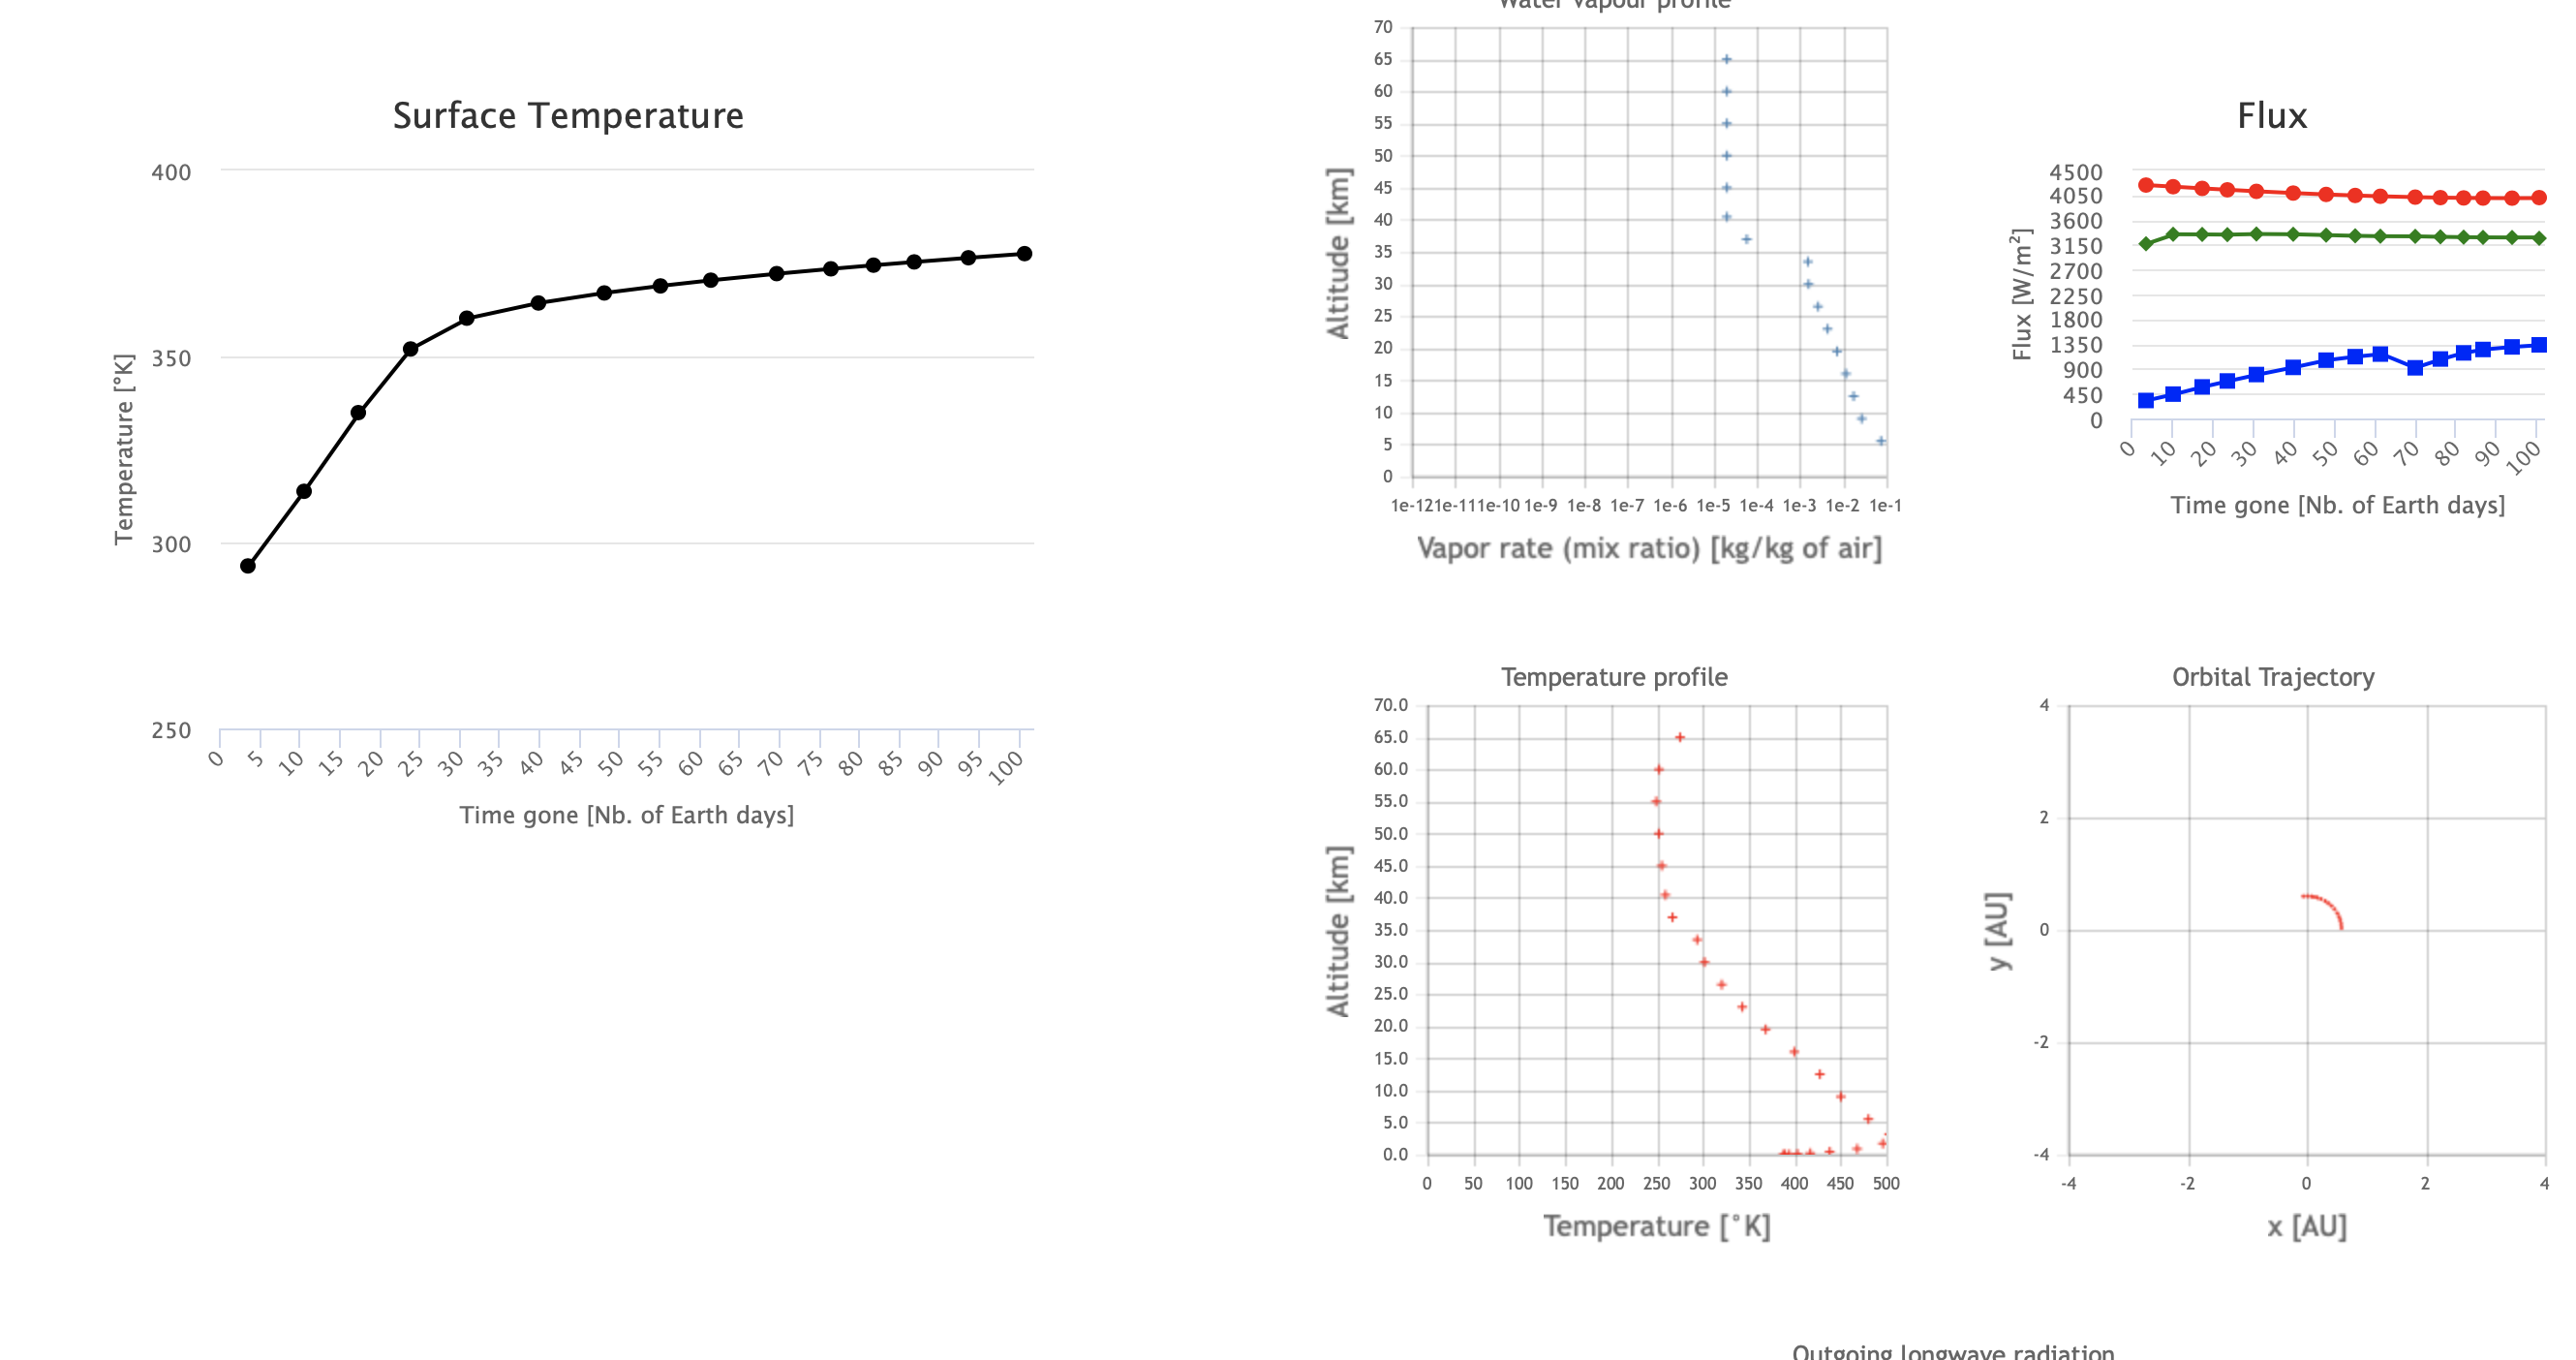 Water vapour profile
Surface Temperature
400
350
300
250
Temperature [°K]
0 5 10 15 20 25 30 35 40 45 50 55 60 65 70 75 80 85 90 95 100
Time gone [Nb. of Earth days]
70
65
60
55
50
45
40
35
30
25
20
15
10
5
0
Altitude [km]
1e-12 1e-11 1e-10 1e-9 1e-8 1e-7 1e-6 1e-5 1e-4 1e-3 1e-2 1e-1
Vapor rate (mix ratio) [kg/kg of air]
Flux
4500
4050
3600
3150
2700
2250
1800
1350
900
450
0
Flux [W/m²]
0 10 20 30 40 50 60 70 80 90 100
Time gone [Nb. of Earth days]
Temperature profile
70.0
65.0
60.0
55.0
50.0
45.0
40.0
35.0
30.0
25.0
20.0
15.0
10.0
5.0
0.0
Altitude [km]
0 50 100 150 200 250 300 350 400 450 500
Temperature [°K]
Orbital Trajectory
4
2
0
-2
-4
y [AU]
-4 -2 0 2 4
x [AU]
Outgoing longwave radiation